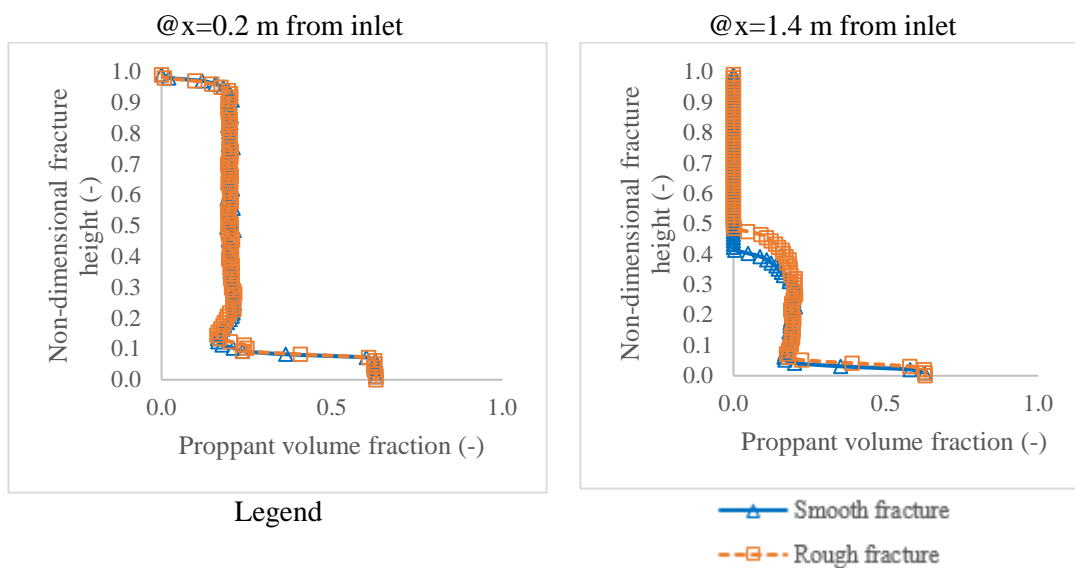 @x=0.2 m from inlet
Non-dimensional fracture
height (-)
1.0
0.9
0.8
0.7
0.6
0.5
0.4
0.3
0.2
0.1
0.0
0.0 0.5 1.0
Proppant volume fraction (-)
@x=1.4 m from inlet
Non-dimensional fracture
height (-)
1.0
0.9
0.8
0.7
0.6
0.5
0.4
0.3
0.2
0.1
0.0
0.0 0.5 1.0
Proppant volume fraction (-)
Legend
Smooth fracture
Rough fracture